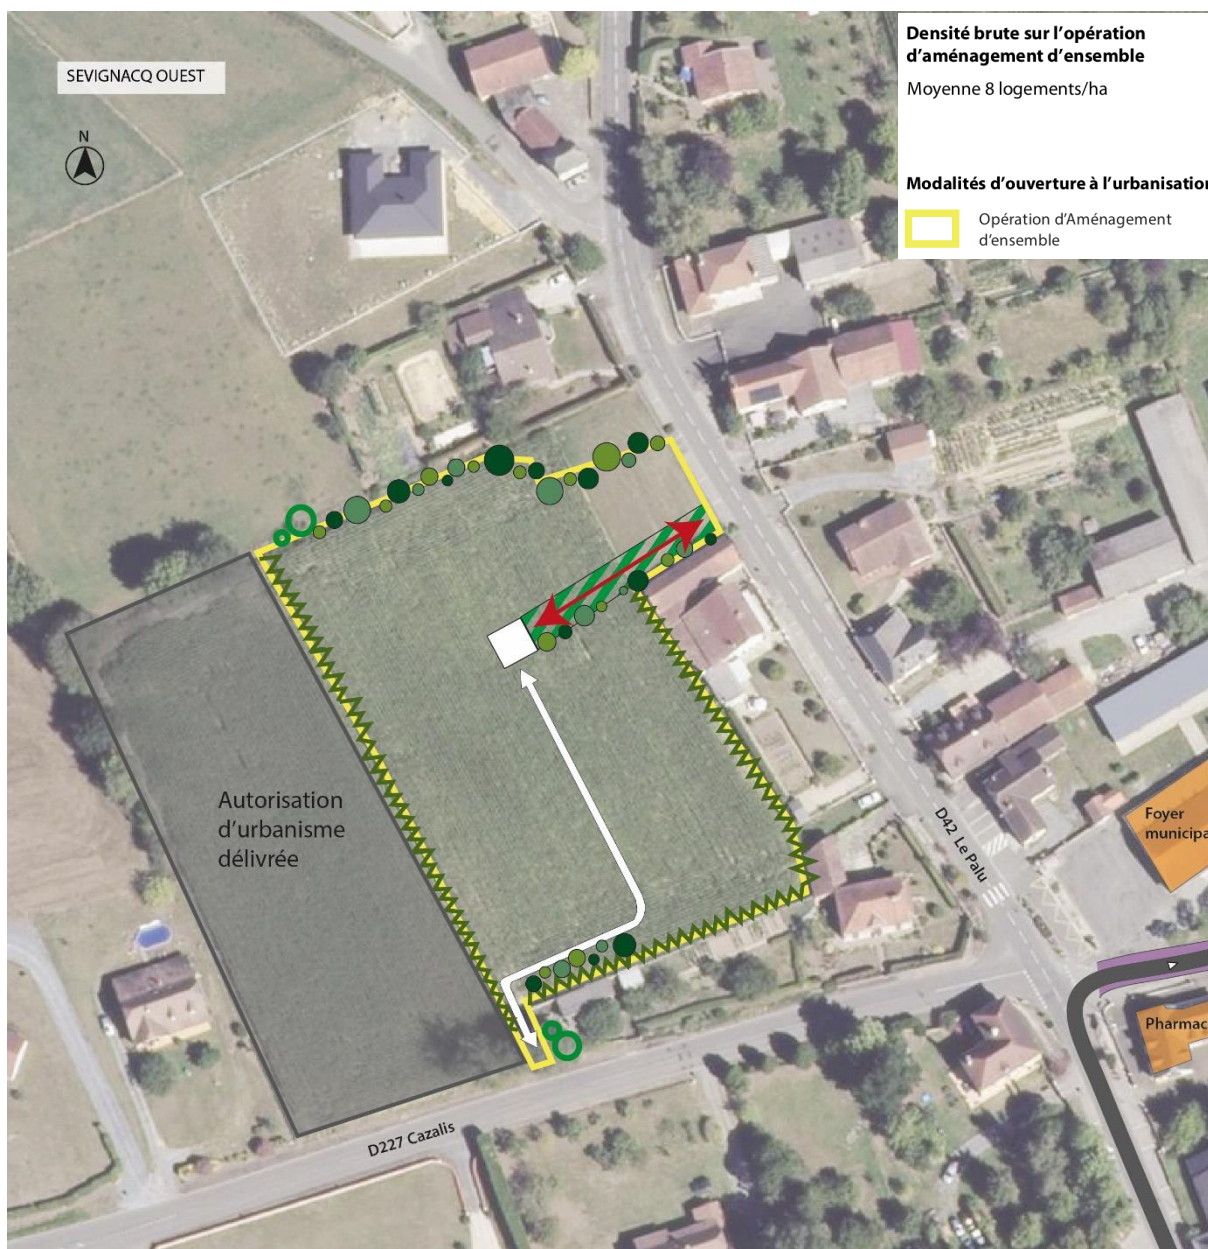 SEVIGNACQ OUEST
N
Densité brute sur l'opération
d'aménagement d'ensemble
Moyenne 8 logements/ha
Modalités d'ouverture à l'urbanisation
Opération d'Aménagement
d'ensemble
Autorisation
d'urbanisme
délivrée
D42 Le Palu
Foyer
municipa
Pharmac
D227 Cazalis